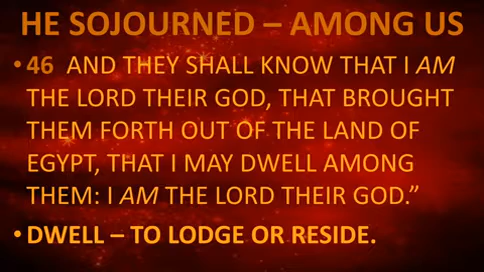 HE SOJOURNED – AMONG US
• 46 AND THEY SHALL KNOW THAT I AM
THE LORD THEIR GOD, THAT BROUGHT
THEM FORTH OUT OF THE LAND OF
EGYPT, THAT I MAY DWELL AMONG
THEM: I AM THE LORD THEIR GOD.”
• DWELL – TO LODGE OR RESIDE.